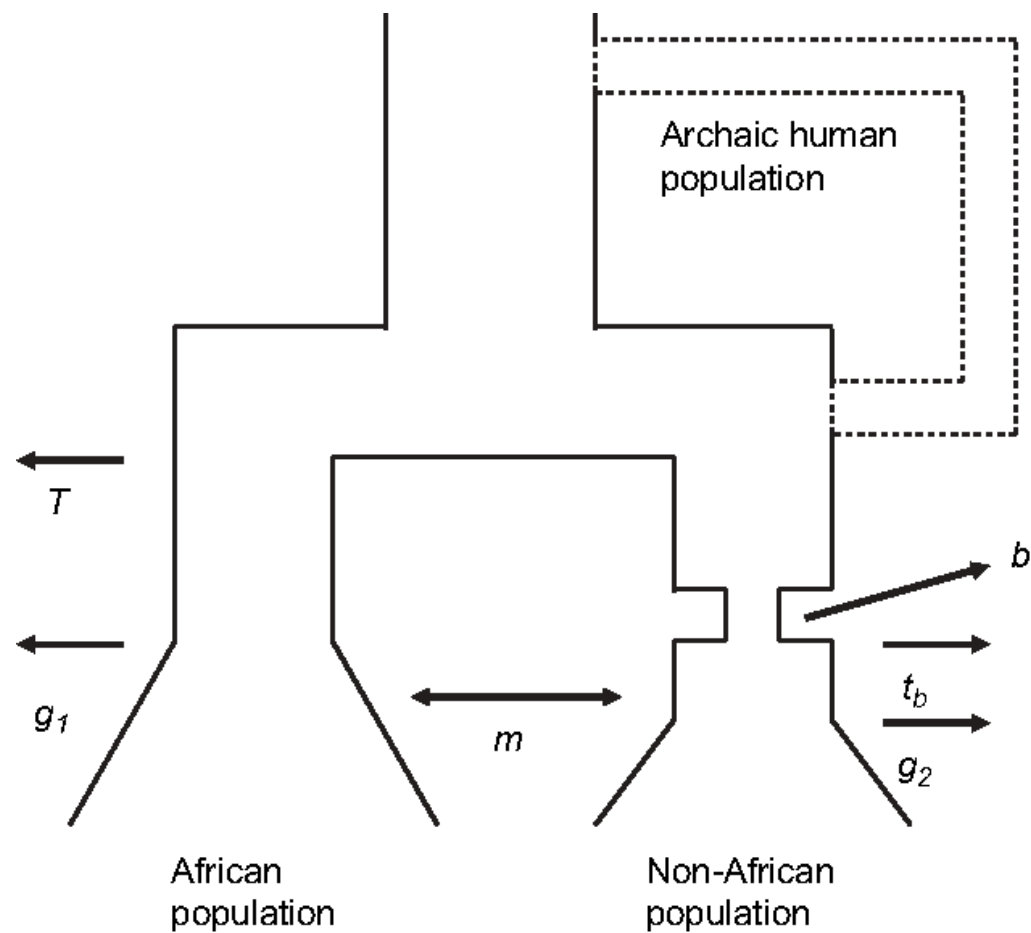 Archaic human
population
T
b
g1
m
tb
g2
African
population
Non-African
population